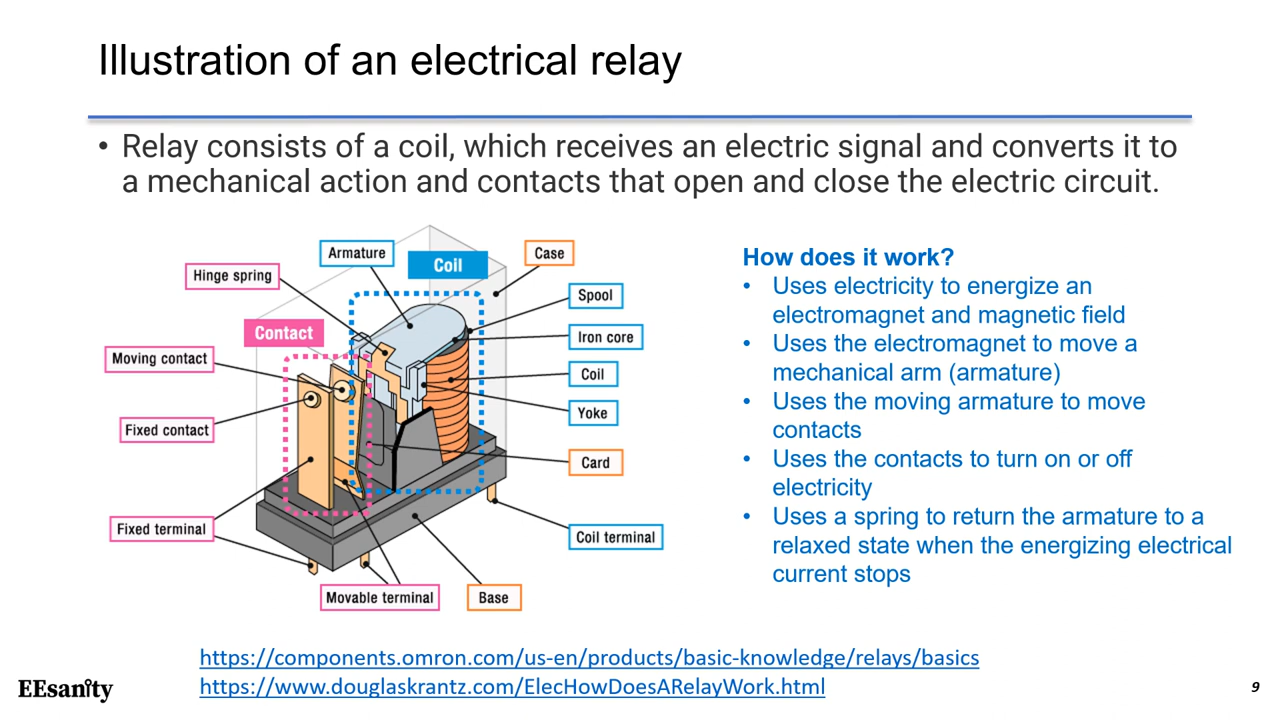 Illustration of an electrical relay
• Relay consists of a coil, which receives an electric signal and converts it to
a mechanical action and contacts that open and close the electric circuit.
Armature
Coil
Case
Hinge spring
Spool
Contact
Iron core
Moving contact
Coil
Yoke
Fixed contact
Card
Fixed terminal
Coil terminal
Movable terminal
Base
How does it work?
• Uses electricity to energize an
electromagnet and magnetic field
• Uses the electromagnet to move a
mechanical arm (armature)
• Uses the moving armature to move
contacts
• Uses the contacts to turn on or off
electricity
• Uses a spring to return the armature to a
relaxed state when the energizing electrical
current stops
https://components.omron.com/us-en/products/basic-knowledge/relays/basics
https://www.douglaskrantz.com/ElecHowDoesARelayWork.html
EEsanity
9